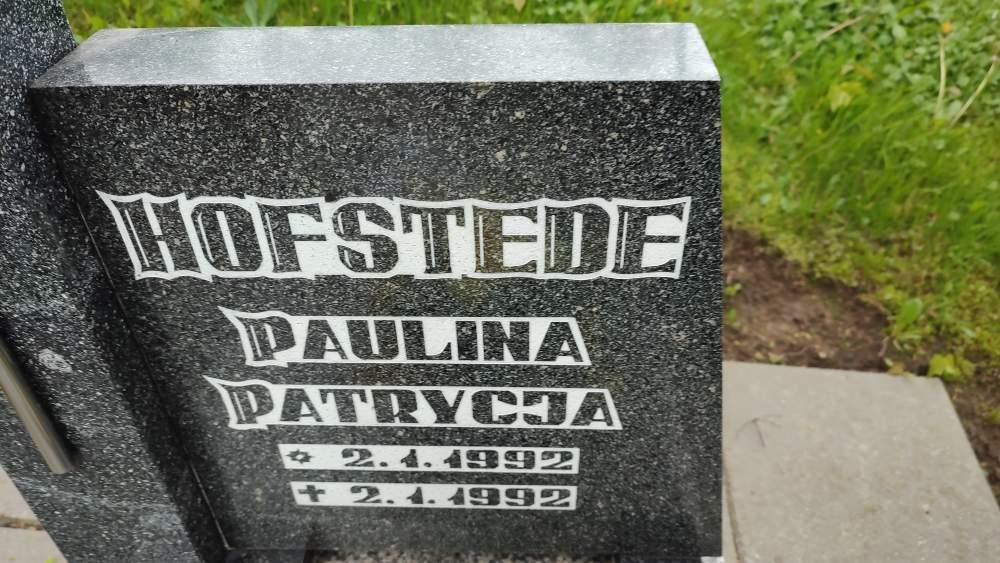 HOFSTEDE
PAULINA
PATRYCJA
* 2.1.1992
✝ 2.1.1992